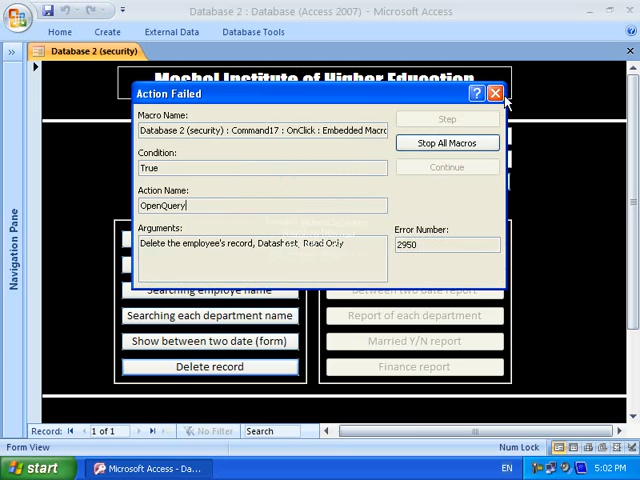 Database 2 : Database (Access 2007) - Microsoft Access
Home Create External Data Database Tools
Database 2 (security)
Moshal Institute of Higher Education
Action Failed
Macro Name:
Database 2 (security) : Command17 : OnClick : Embedded Macro
Step
Stop All Macros
Condition:
True
Continue
Action Name:
OpenQuery
Arguments:
Delete the employee's record, Datasheet, Read Only
Error Number:
2950
Navigation Pane
Searching employe name
Between two date report
Searching each department name
Report of each department
Show between two date (form)
Married Y/N report
Delete record
Finance report
Record: 1 of 1 No Filter Search
Form View
Num Lock
start
Microsoft Access - Da...
EN
5:02 PM